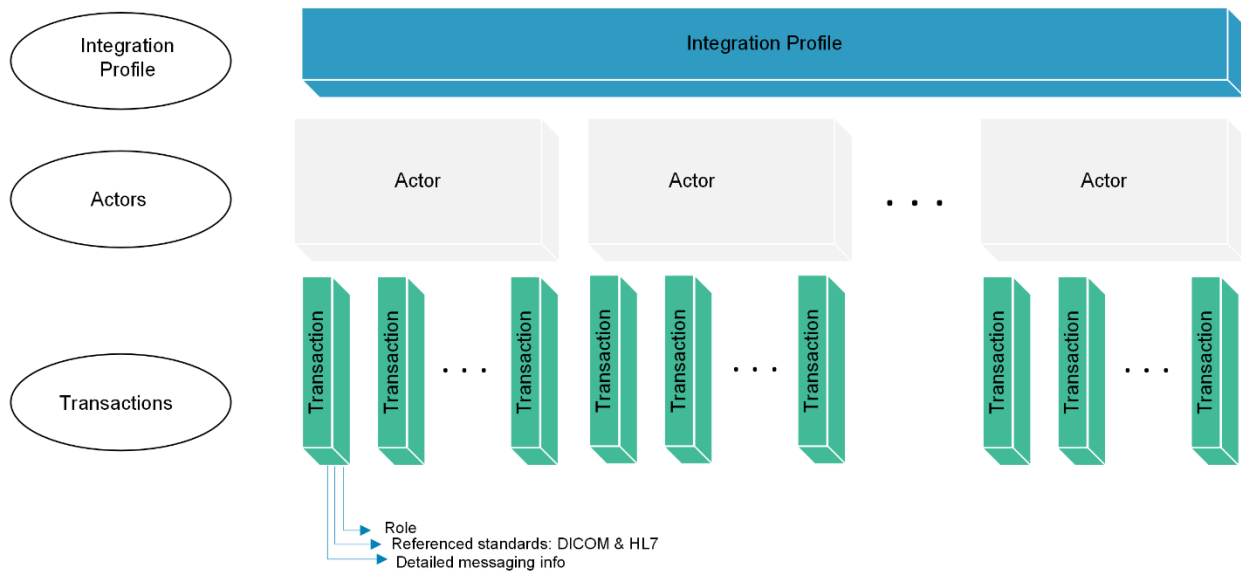 Integration
Profile
Integration Profile
Actors
Actor
Actor
. . .
Actor
Transactions
Transaction
Transaction
. . .
Transaction
Transaction
Transaction
. . .
Transaction
Transaction
Transaction
. . .
Transaction
Role
Referenced standards: DICOM & HL7
Detailed messaging info